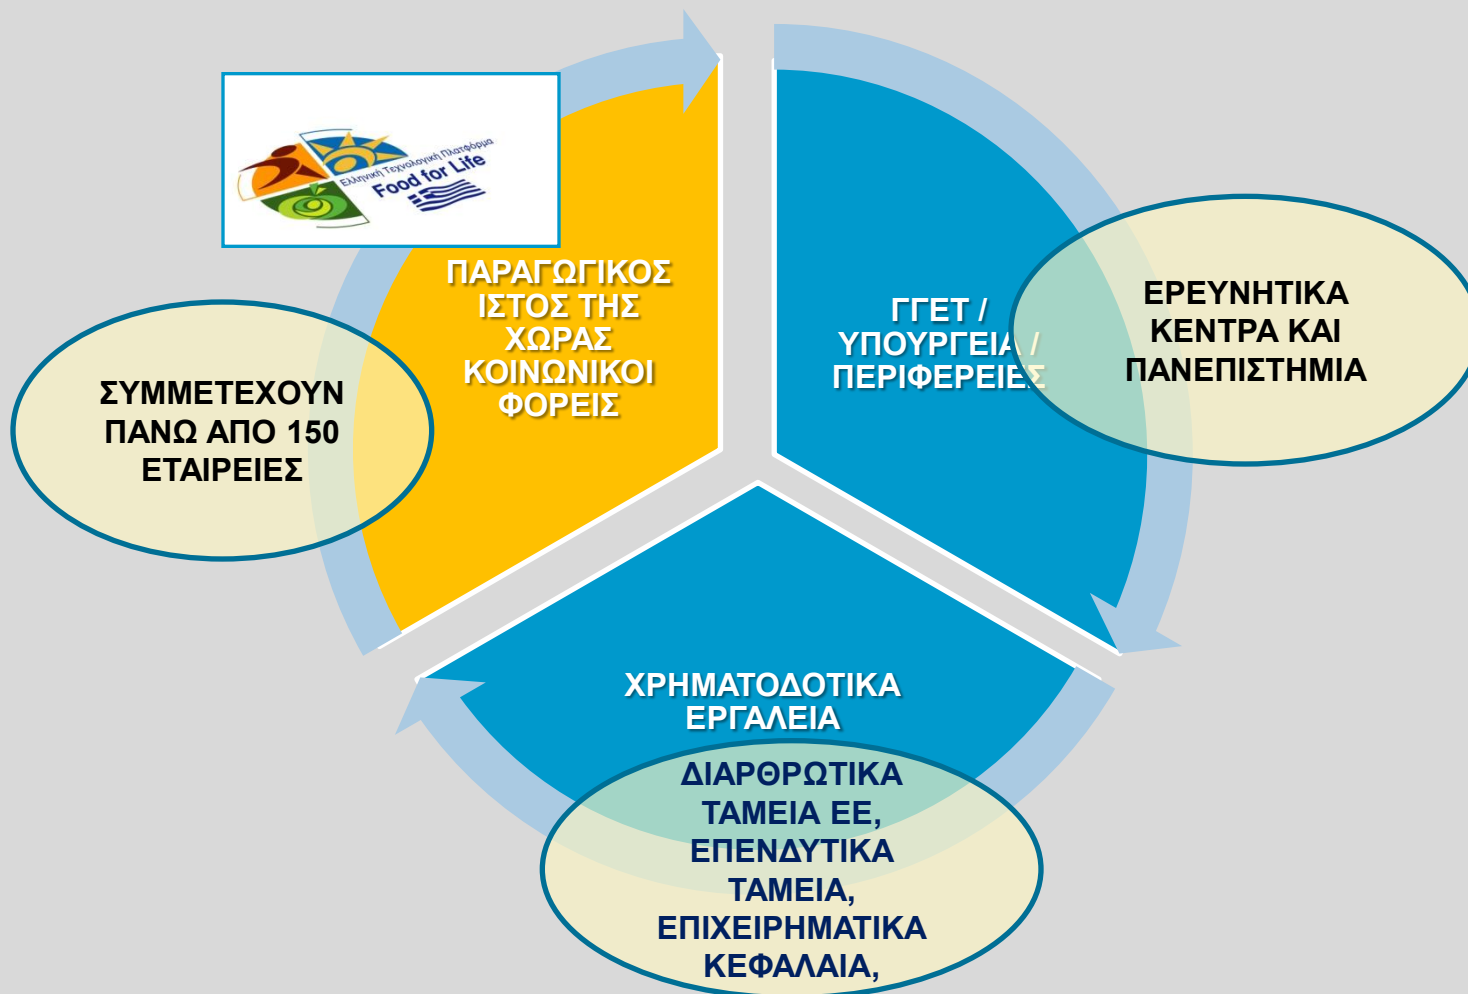 Ελληνική Τεχνολογική Πλατφόρμα
Food for Life
ΠΑΡΑΓΩΓΙΚΟΣ
ΙΣΤΟΣ ΤΗΣ
ΧΩΡΑΣ
ΚΟΙΝΩΝΙΚΟΙ
ΦΟΡΕΙΣ
ΣΥΜΜΕΤΕΧΟΥΝ
ΠΑΝΩ ΑΠΟ 150
ΕΤΑΙΡΕΙΕΣ
ΓΓΕΤ /
ΥΠΟΥΡΓΕΙΑ /
ΠΕΡΙΦΕΡΕΙΕΣ
ΕΡΕΥΝΗΤΙΚΑ
ΚΕΝΤΡΑ ΚΑΙ
ΠΑΝΕΠΙΣΤΗΜΙΑ
ΧΡΗΜΑΤΟΔΟΤΙΚΑ
ΕΡΓΑΛΕΙΑ
ΔΙΑΡΘΡΩΤΙΚΑ
ΤΑΜΕΙΑ ΕΕ,
ΕΠΕΝΔΥΤΙΚΑ
ΤΑΜΕΙΑ,
ΕΠΙΧΕΙΡΗΜΑΤΙΚΑ
ΚΕΦΑΛΑΙΑ,